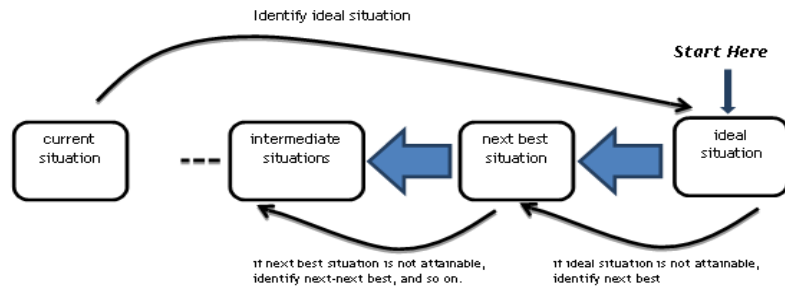 Identify ideal situation
Start Here
current
situation
intermediate
situations
next best
situation
ideal
situation
If next best situation is not attainable,
identify next-next best, and so on.
If ideal situation is not attainable,
identify next best